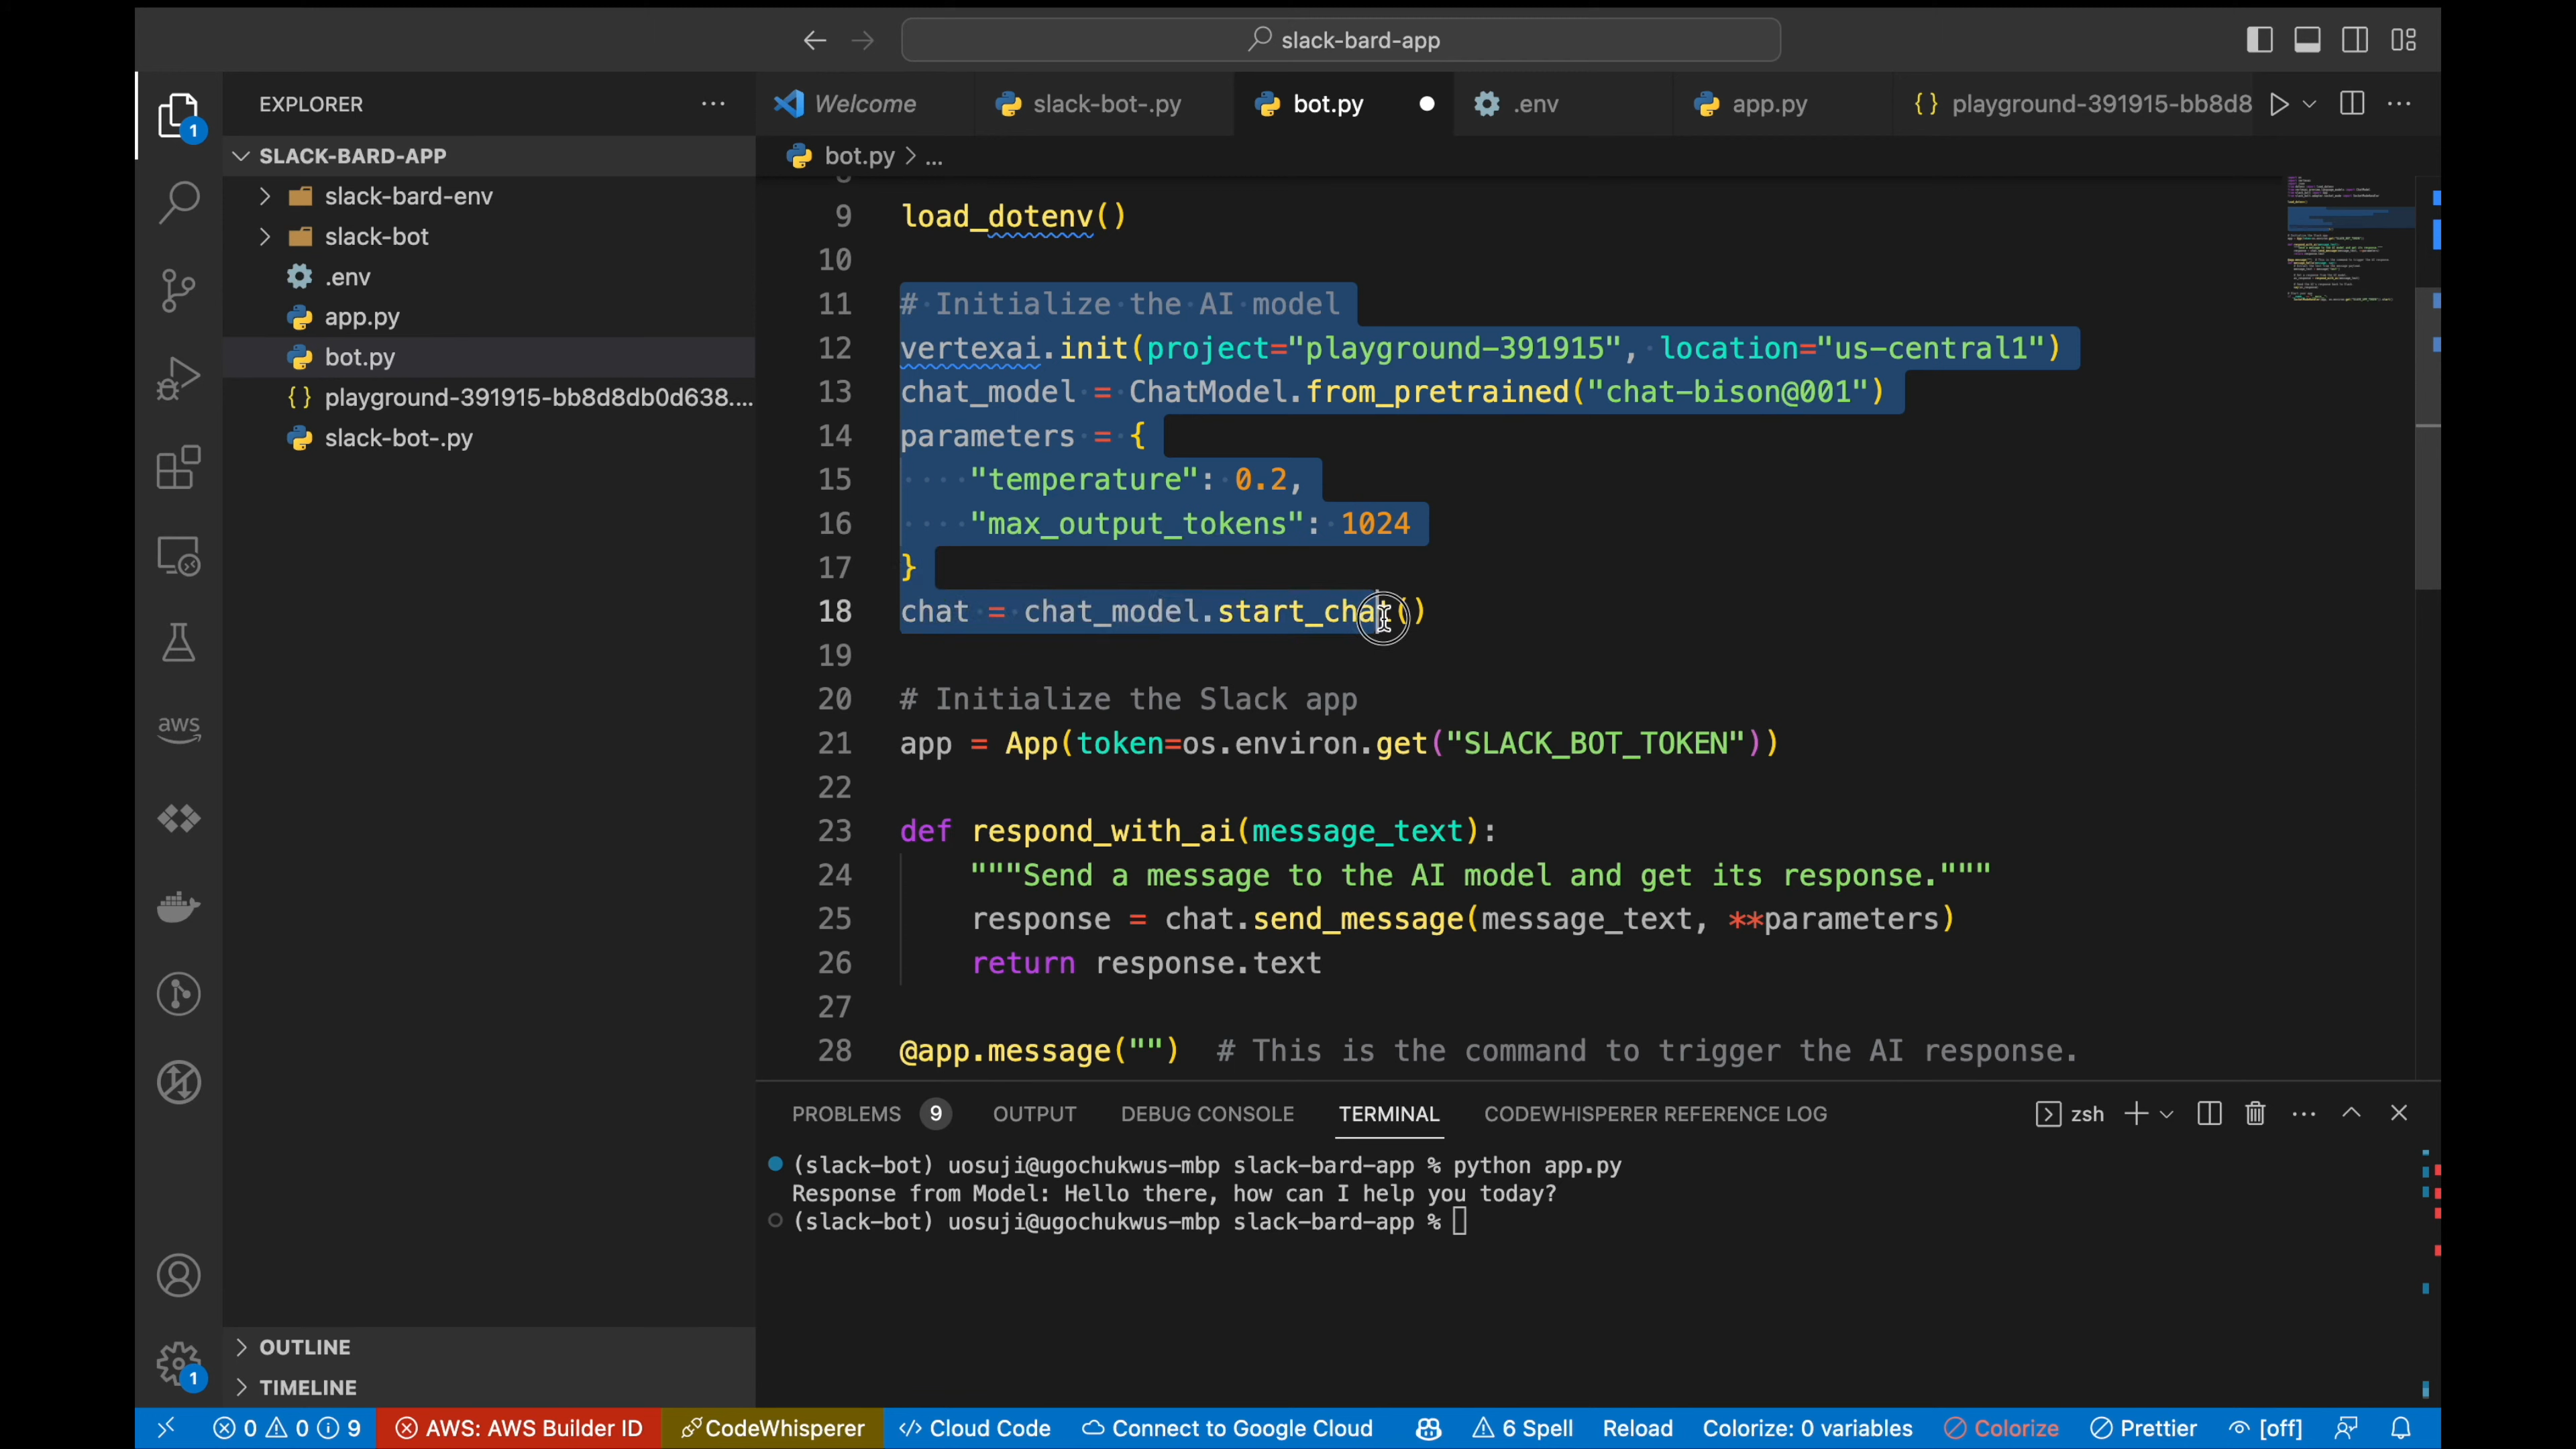 slack-bard-app
EXPLORER
Welcome
slack-bot-.py
bot.py
.env
app.py
{ } playground-391915-bb8d8
SLACK-BARD-APP
slack-bard-env
slack-bot
.env
app.py
bot.py
{ } playground-391915-bb8d8db0d638....
slack-bot-.py
bot.py > ...
9 load_dotenv()
10
11 # Initialize the AI model
12 vertexai.init(project="playground-391915", location="us-central1")
13 chat_model = ChatModel.from_pretrained("chat-bison@001")
14 parameters = {
15     "temperature": 0.2,
16     "max_output_tokens": 1024
17 }
18 chat = chat_model.start_chat()
19
20 # Initialize the Slack app
21 app = App(token=os.environ.get("SLACK_BOT_TOKEN"))
22
23 def respond_with_ai(message_text):
24     """Send a message to the AI model and get its response."""
25     response = chat.send_message(message_text, **parameters)
26     return response.text
27
28 @app.message("")  # This is the command to trigger the AI response.
PROBLEMS 9 OUTPUT DEBUG CONSOLE TERMINAL CODEWHISPERER REFERENCE LOG
zsh
(slack-bot) uosuji@ugochukwus-mbp slack-bard-app % python app.py
Response from Model: Hello there, how can I help you today?
(slack-bot) uosuji@ugochukwus-mbp slack-bard-app %
1
aws
1
OUTLINE
TIMELINE
0 0 9 AWS: AWS Builder ID CodeWhisperer </> Cloud Code Connect to Google Cloud 6 Spell Reload Colorize: 0 variables Colorize Prettier [off]